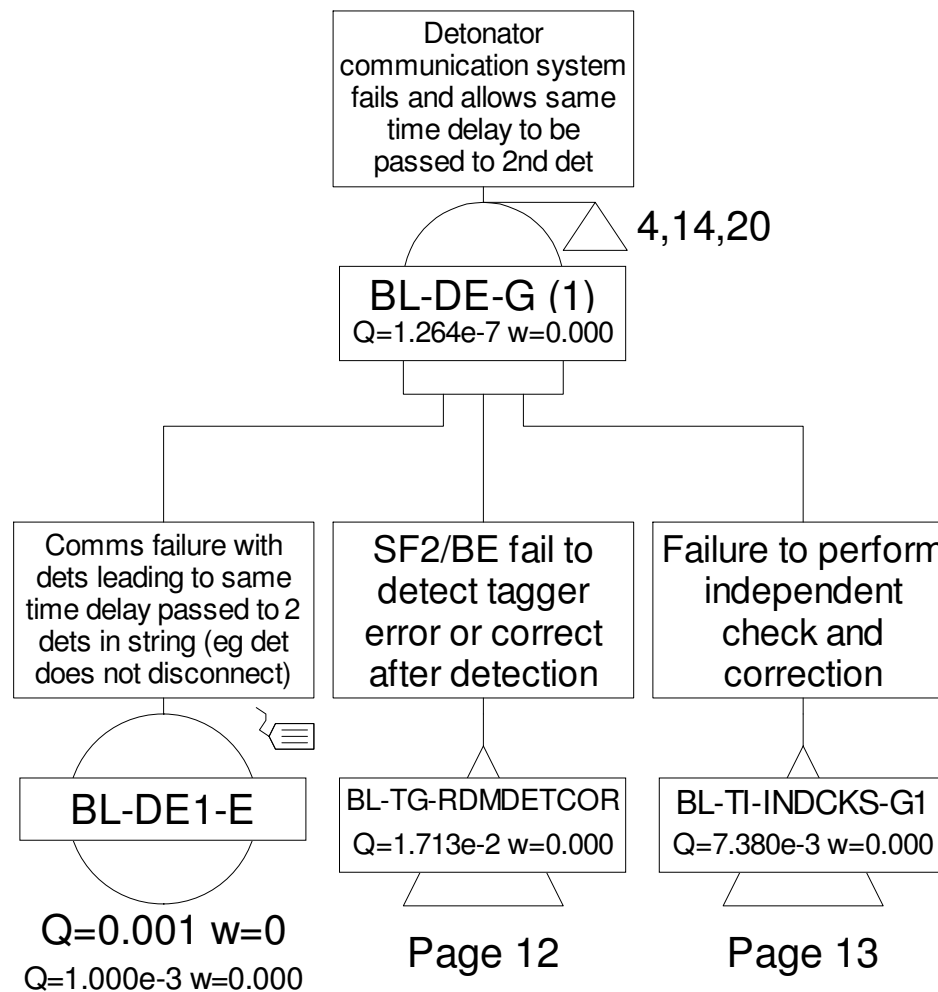 Detonator
communication system
fails and allows same
time delay to be
passed to 2nd det
4,14,20
BL-DE-G (1)
Q=1.264e-7 w=0.000
Comms failure with
dets leading to same
time delay passed to 2
dets in string (eg det
does not disconnect)
BL-DE1-E
Q=0.001 w=0
Q=1.000e-3 w=0.000
SF2/BE fail to
detect tagger
error or correct
after detection
BL-TG-RDMDETCOR
Q=1.713e-2 w=0.000
Page 12
Failure to perform
independent
check and
correction
BL-TI-INDCKS-G1
Q=7.380e-3 w=0.000
Page 13